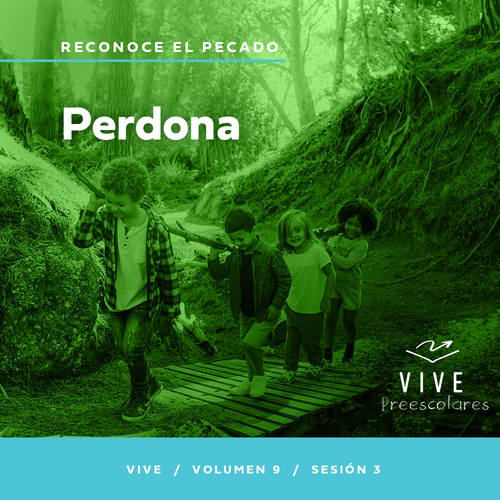 RECONOCE EL PECADO
Perdona
VIVE
Preescolares
VIVE / VOLUMEN 9 / SESIÓN 3